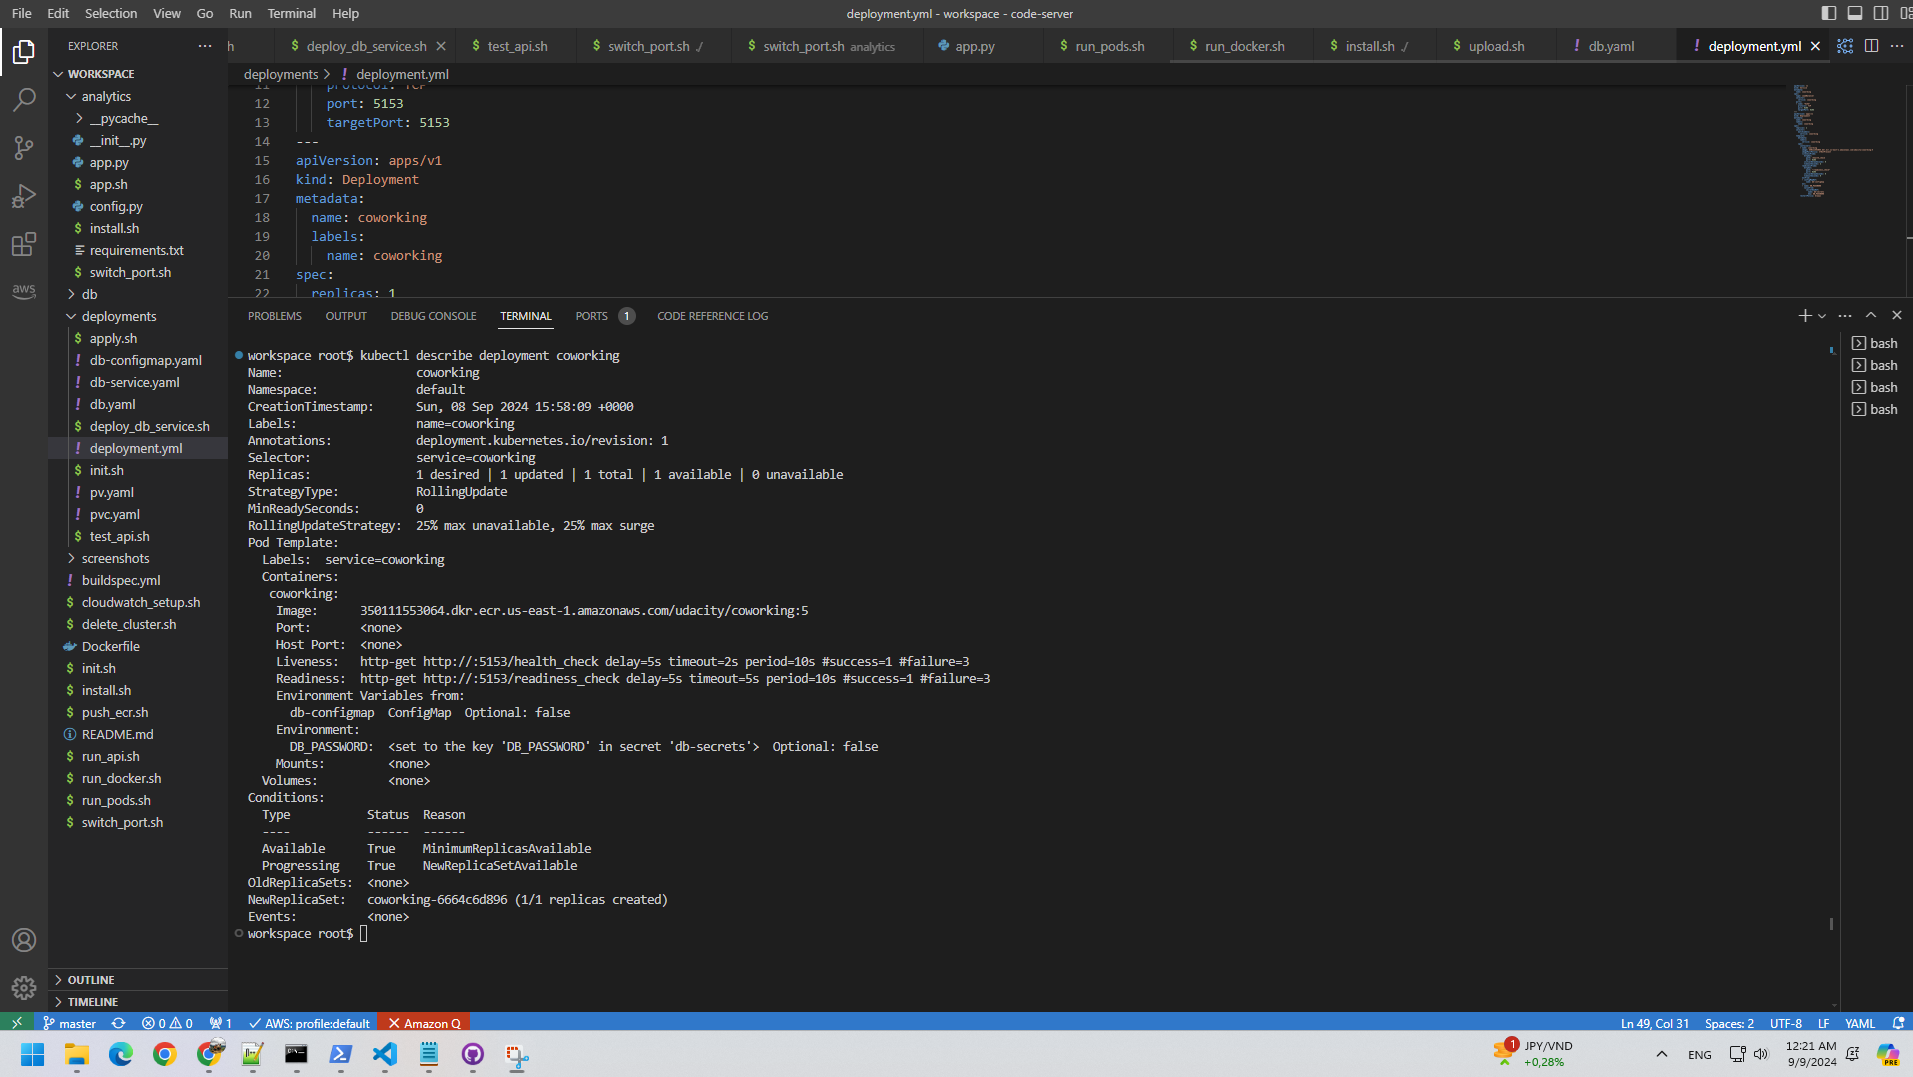 File Edit Selection View Go Run Terminal Help
deployment.yml - workspace - code-server
EXPLORER
deploy_db_service.sh
test_api.sh
switch_port.sh ./
switch_port.sh analytics
app.py
run_pods.sh
run_docker.sh
install.sh ./
upload.sh
db.yaml
deployment.yml
WORKSPACE
analytics
__pycache__
__init__.py
app.py
app.sh
config.py
install.sh
requirements.txt
switch_port.sh
db
deployments
apply.sh
db-configmap.yaml
db-service.yaml
db.yaml
deploy_db_service.sh
deployment.yml
init.sh
pv.yaml
pvc.yaml
test_api.sh
screenshots
buildspec.yml
cloudwatch_setup.sh
delete_cluster.sh
Dockerfile
init.sh
install.sh
push_ecr.sh
README.md
run_api.sh
run_docker.sh
run_pods.sh
switch_port.sh
OUTLINE
TIMELINE
deployments > deployment.yml
11 protocol: TCP
12 port: 5153
13 targetPort: 5153
14 ---
15 apiVersion: apps/v1
16 kind: Deployment
17 metadata:
18 name: coworking
19 labels:
20 name: coworking
21 spec:
22 replicas: 1
PROBLEMS OUTPUT DEBUG CONSOLE TERMINAL PORTS 1 CODE REFERENCE LOG
bash
bash
bash
bash
workspace root$ kubectl describe deployment coworking
Name: coworking
Namespace: default
CreationTimestamp: Sun, 08 Sep 2024 15:58:09 +0000
Labels: name=coworking
Annotations: deployment.kubernetes.io/revision: 1
Selector: service=coworking
Replicas: 1 desired | 1 updated | 1 total | 1 available | 0 unavailable
StrategyType: RollingUpdate
MinReadySeconds: 0
RollingUpdateStrategy: 25% max unavailable, 25% max surge
Pod Template:
Labels: service=coworking
Containers:
coworking:
Image: 350111553064.dkr.ecr.us-east-1.amazonaws.com/udacity/coworking:5
Port: <none>
Host Port: <none>
Liveness: http-get http://:5153/health_check delay=5s timeout=2s period=10s #success=1 #failure=3
Readiness: http-get http://:5153/readiness_check delay=5s timeout=5s period=10s #success=1 #failure=3
Environment Variables from:
db-configmap ConfigMap Optional: false
Environment:
DB_PASSWORD: <set to the key 'DB_PASSWORD' in secret 'db-secrets'> Optional: false
Mounts: <none>
Volumes: <none>
Conditions:
Type Status Reason
---- ------ ------
Available True MinimumReplicasAvailable
Progressing True NewReplicaSetAvailable
OldReplicaSets: <none>
NewReplicaSet: coworking-6664c6d896 (1/1 replicas created)
Events: <none>
workspace root$
aws
master 0 0 1 AWS: profile:default Amazon Q
Ln 49, Col 31 Spaces: 2 UTF-8 LF YAML
1 JPY/VND
+0,28%
ENG
12:21 AM
9/9/2024
PRE